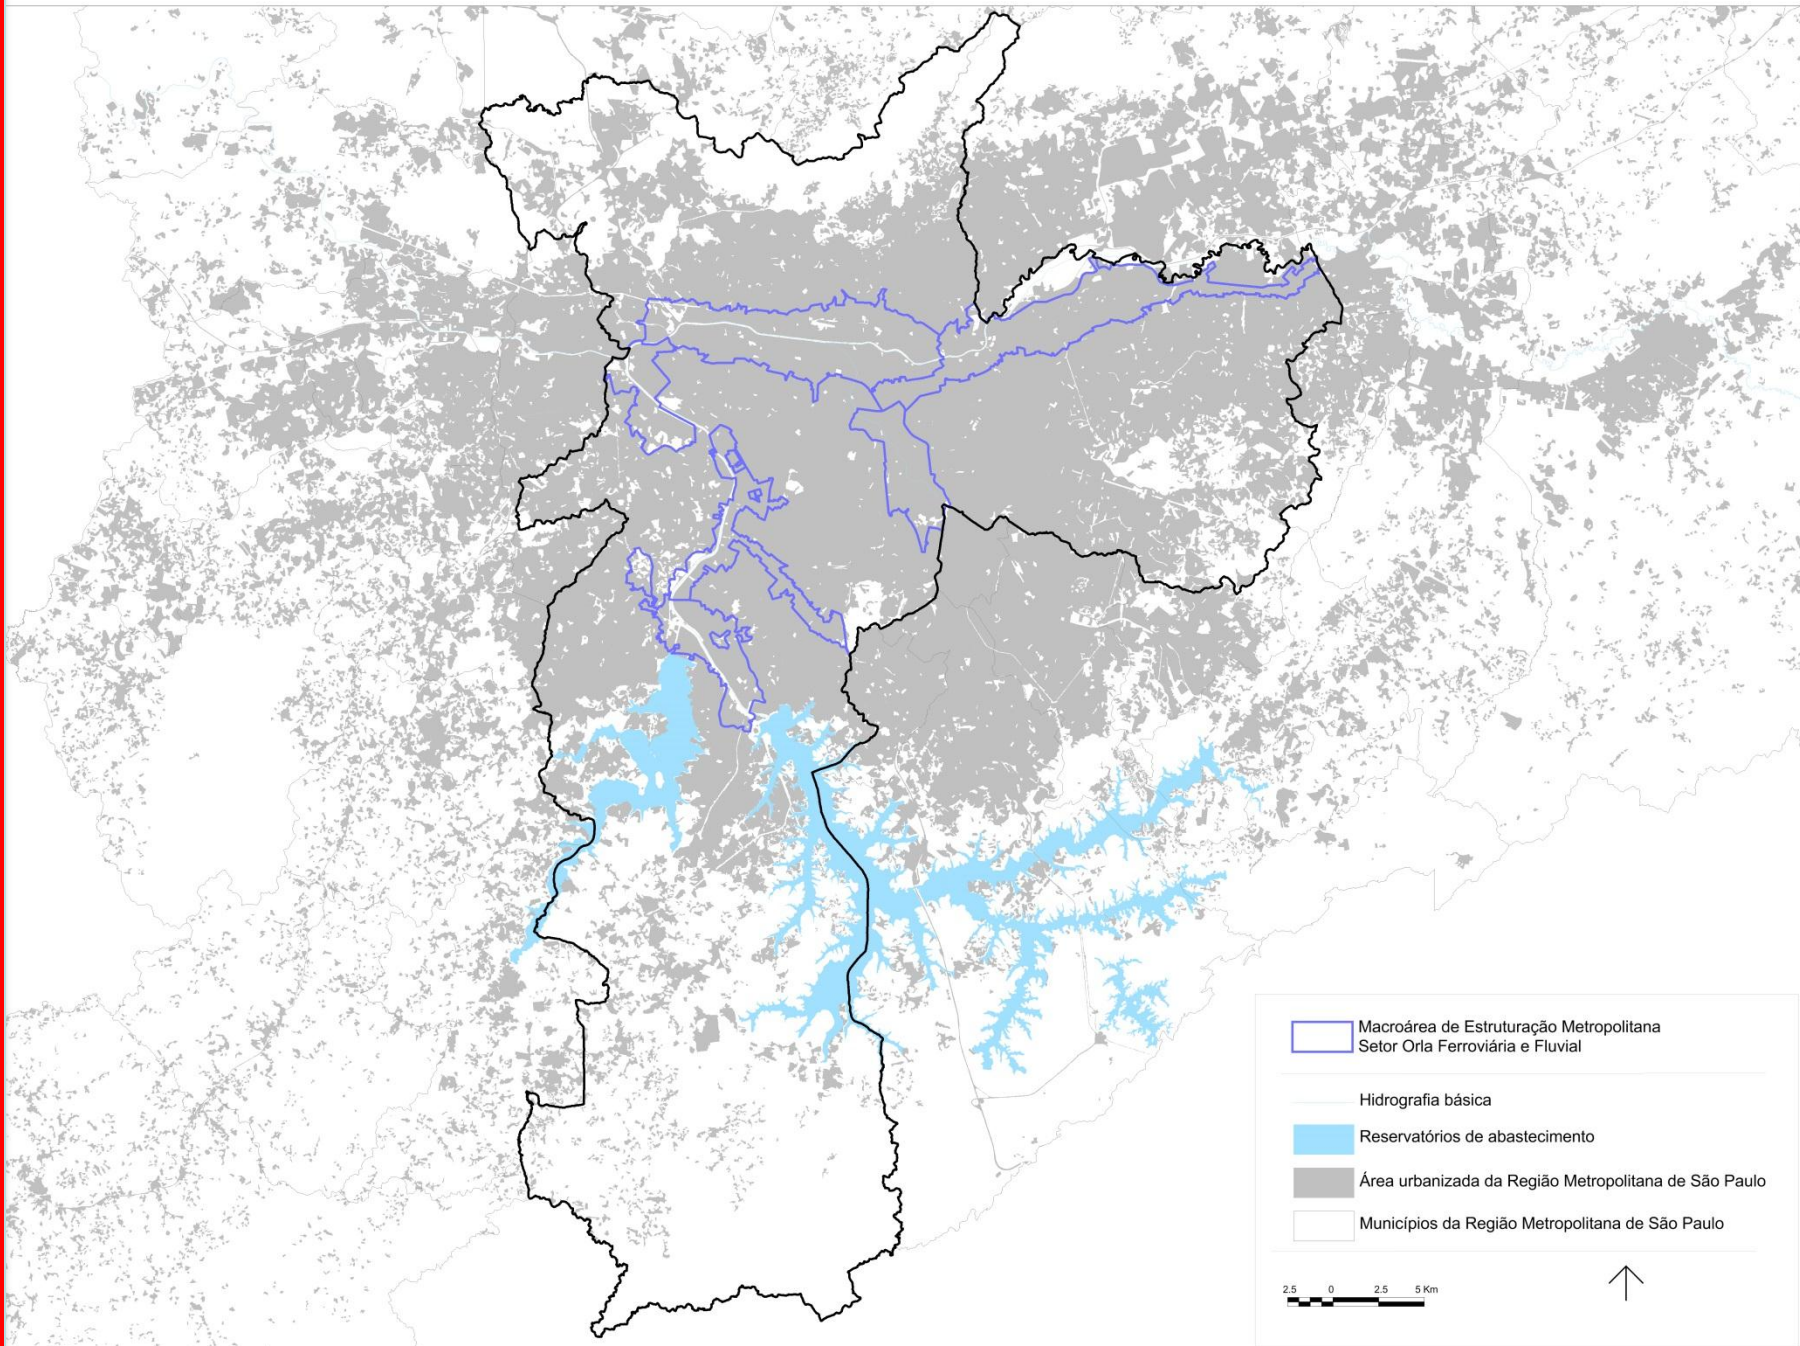 Macroárea de Estruturação Metropolitana
Setor Orla Ferroviária e Fluvial
Hidrografia básica
Reservatórios de abastecimento
Área urbanizada da Região Metropolitana de São Paulo
Municípios da Região Metropolitana de São Paulo
2.5 0 2.5 5 Km